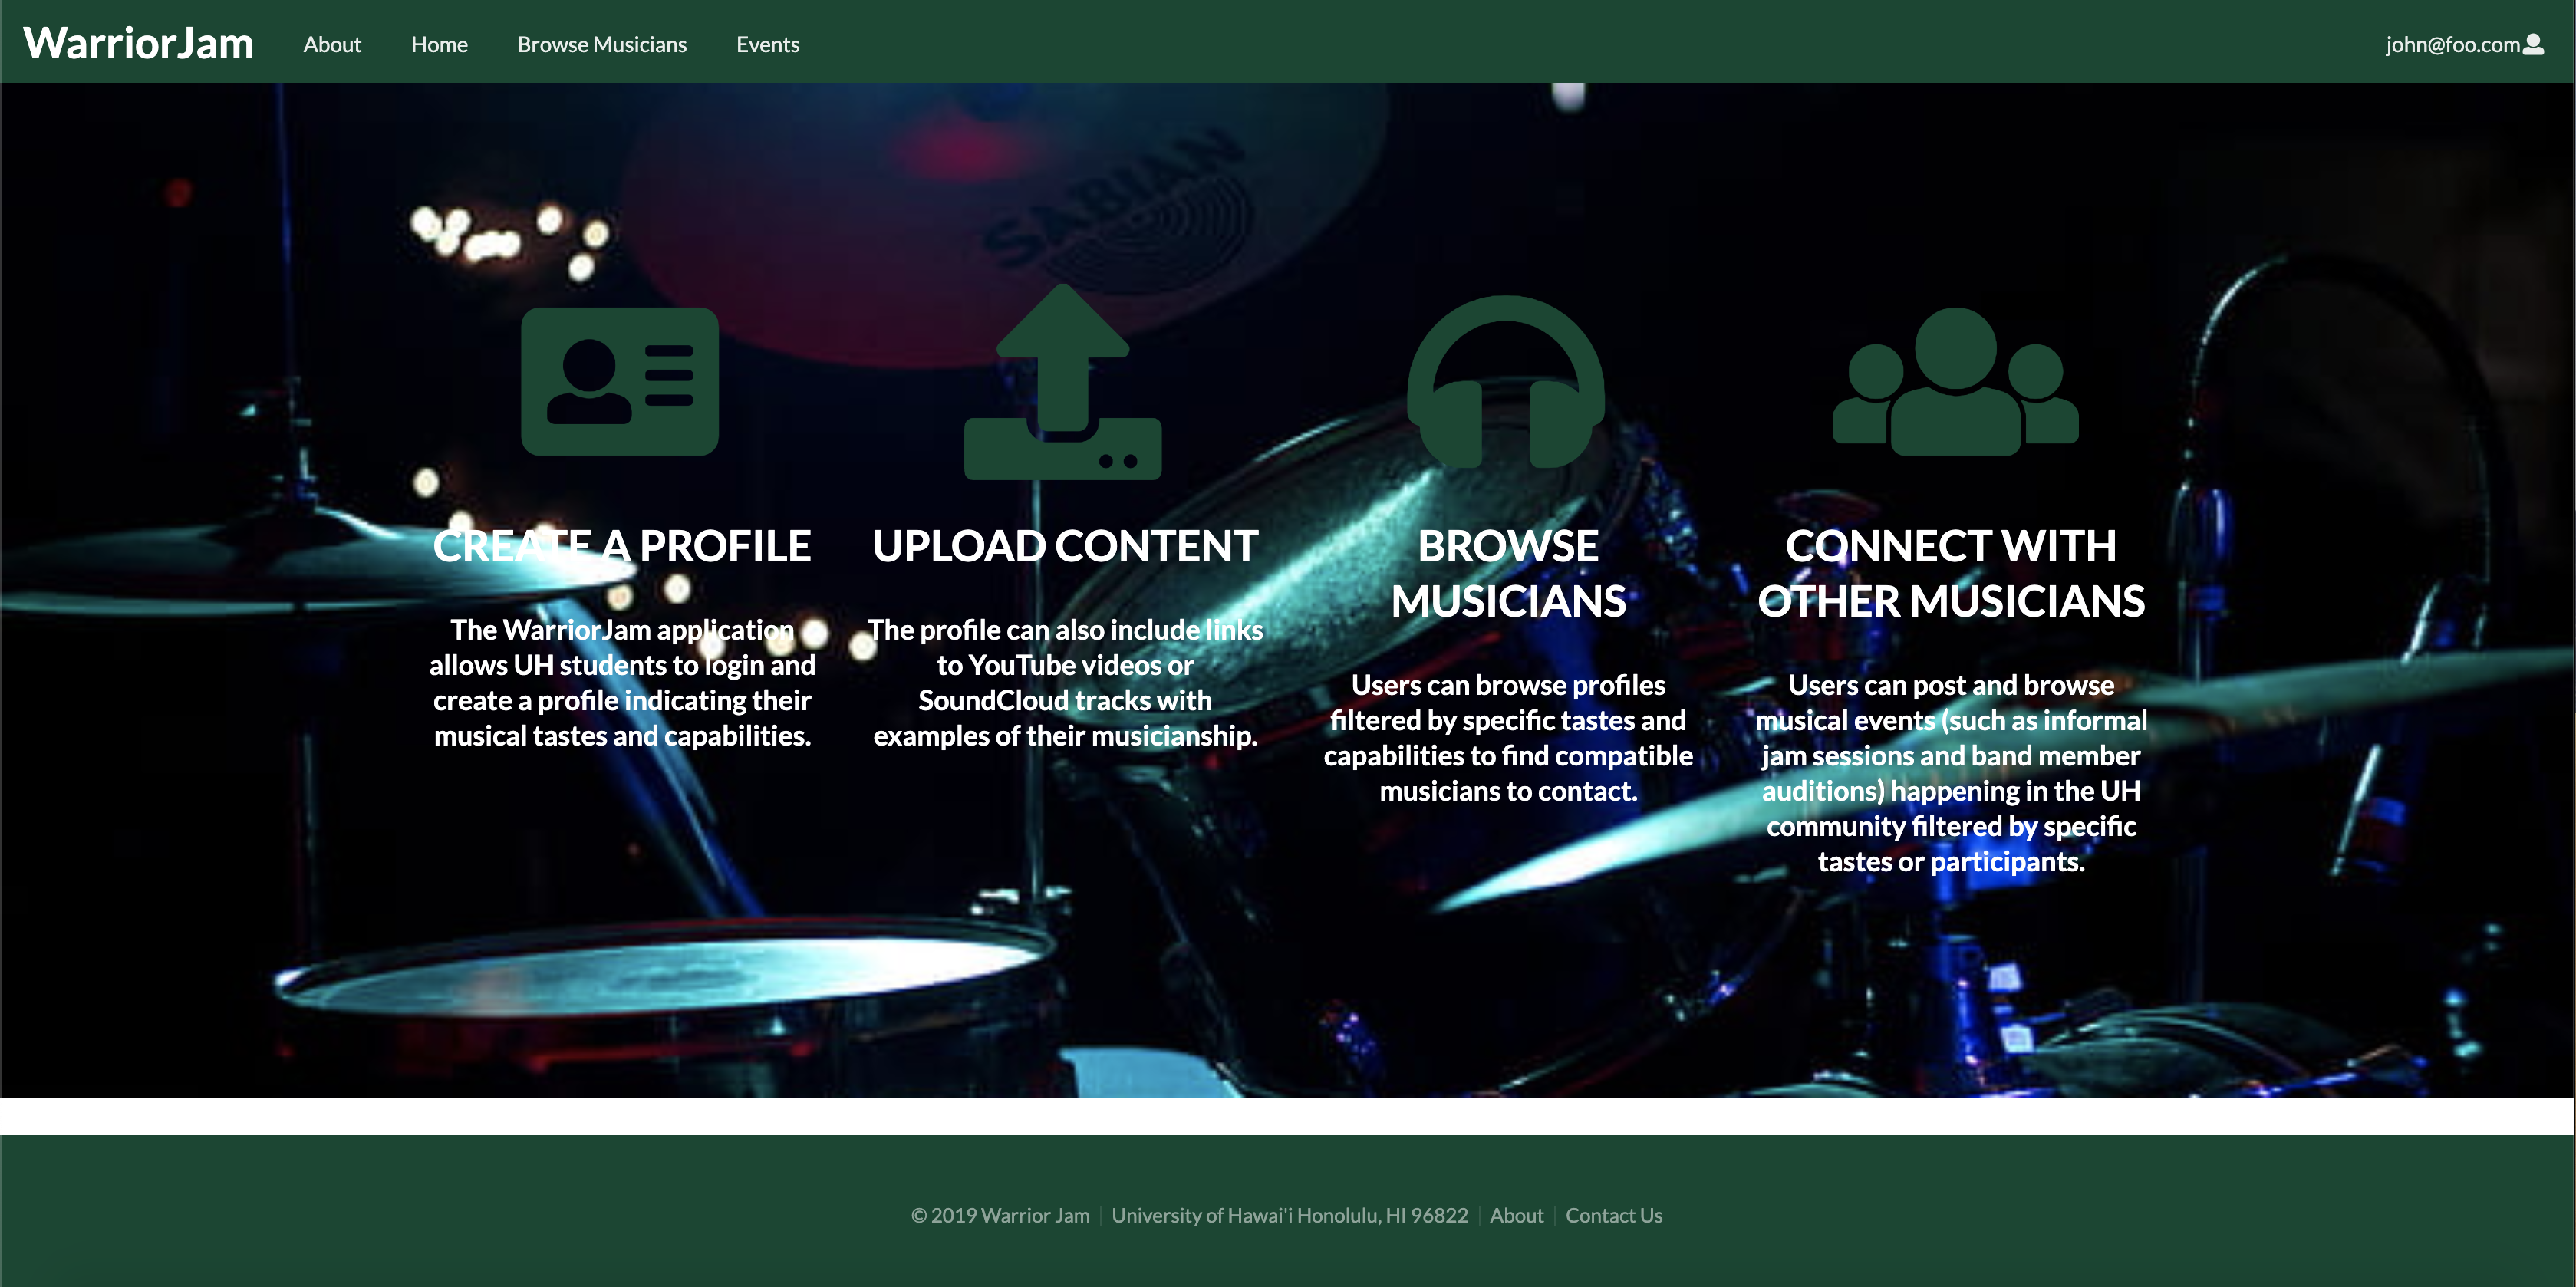 WarriorJam About Home Browse Musicians Events john@foo.com
SABIAN
CREATE A PROFILE
The WarriorJam application
allows UH students to login and
create a profile indicating their
musical tastes and capabilities.
UPLOAD CONTENT
The profile can also include links
to YouTube videos or
SoundCloud tracks with
examples of their musicianship.
BROWSE
MUSICIANS
Users can browse profiles
filtered by specific tastes and
capabilities to find compatible
musicians to contact.
CONNECT WITH
OTHER MUSICIANS
Users can post and browse
musical events (such as informal
jam sessions and band member
auditions) happening in the UH
community filtered by specific
tastes or participants.
© 2019 Warrior Jam University of Hawai'i Honolulu, HI 96822 About Contact Us